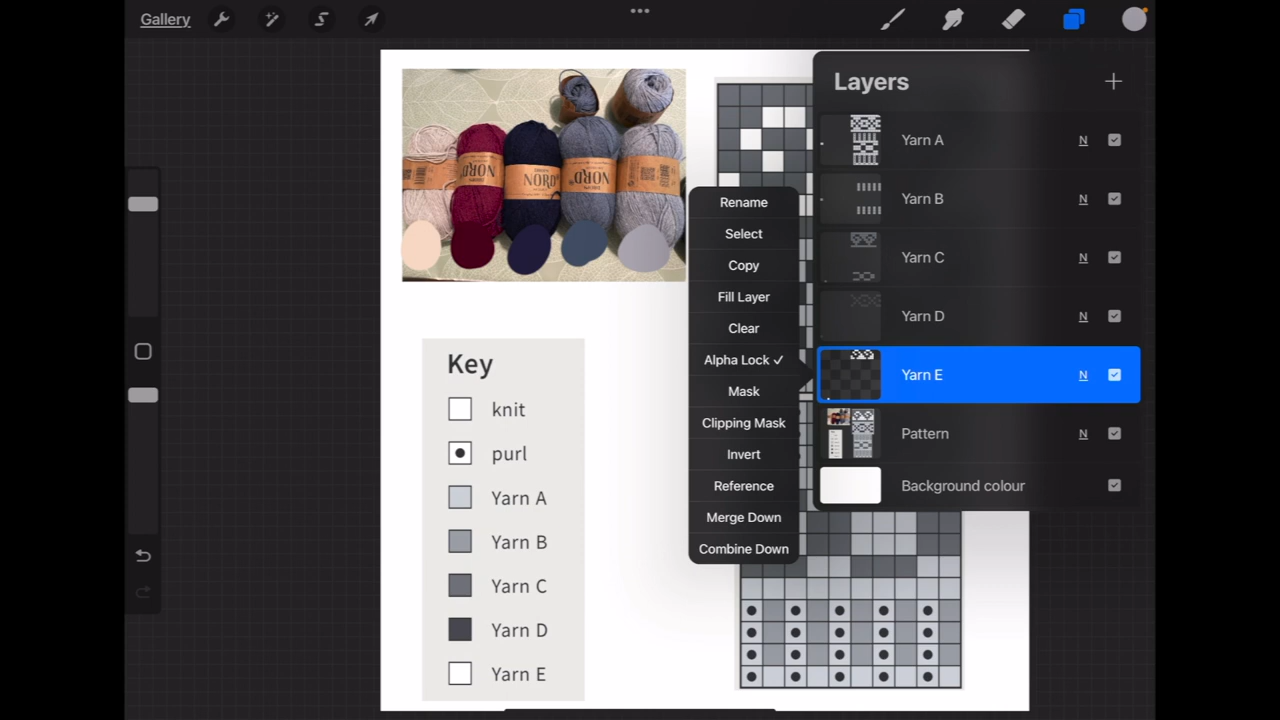 Gallery
Layers
Yarn A
N
Yarn B
N
Yarn C
N
Yarn D
N
Yarn E
N
Pattern
N
Background colour
Rename
Select
Copy
Fill Layer
Clear
Alpha Lock ✓
Mask
Clipping Mask
Invert
Reference
Merge Down
Combine Down
NORD
NORD
NORD
Key
knit
purl
Yarn A
Yarn B
Yarn C
Yarn D
Yarn E